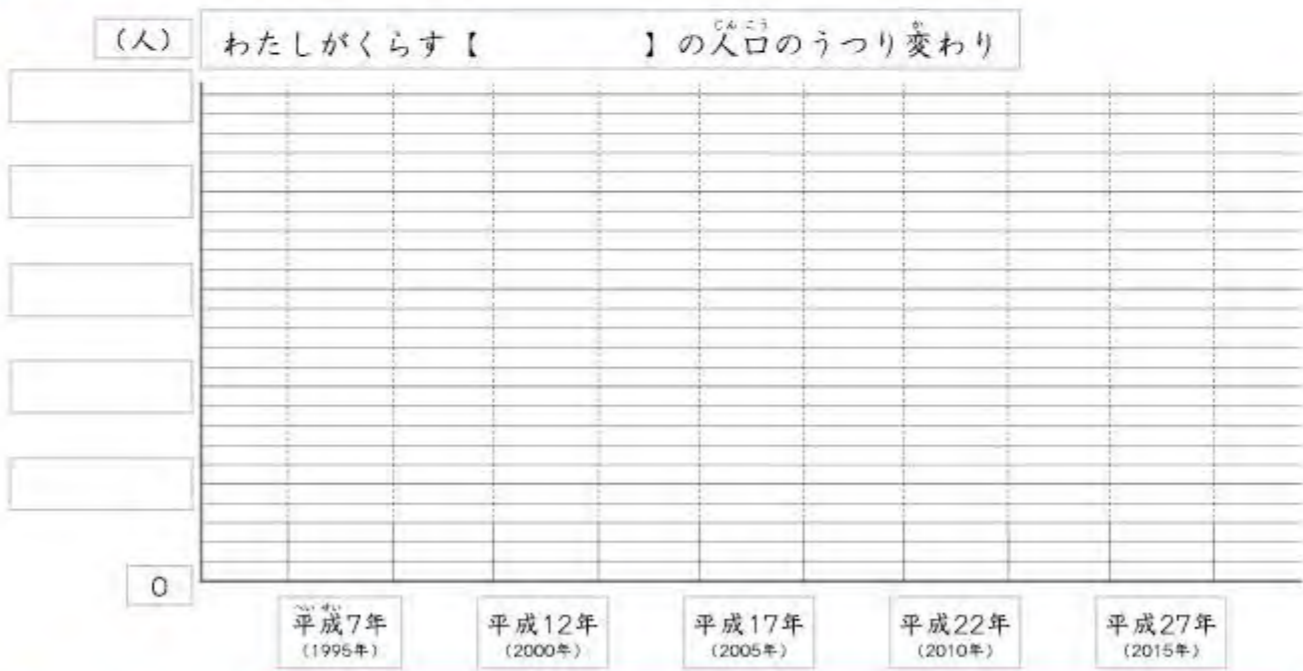 (人)
わたしがくらす【 】の人口のうつり変わり
じんこう
か
0
平成7年
へいせい
(1995年)
平成12年
(2000年)
平成17年
(2005年)
平成22年
(2010年)
平成27年
(2015年)